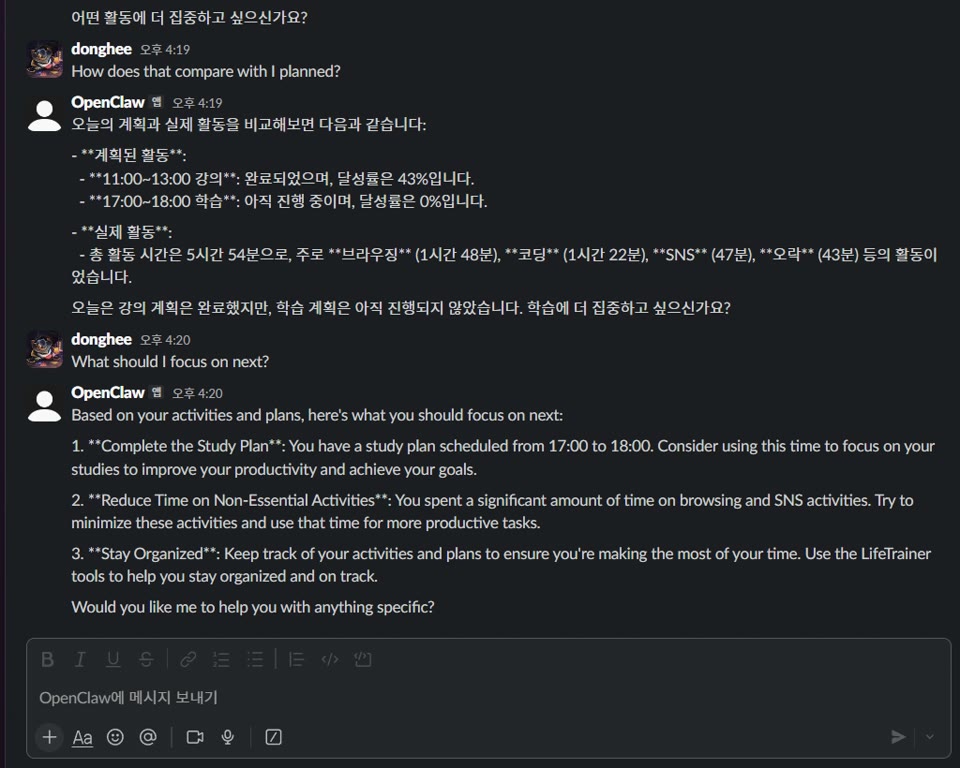 어떤 활동에 더 집중하고 싶으신가요?
donghee 오후 4:19
How does that compare with I planned?
OpenClaw 앱 오후 4:19
오늘의 계획과 실제 활동을 비교해보면 다음과 같습니다:
- **계획된 활동**:
- **11:00~13:00 강의**: 완료되었으며, 달성률은 43%입니다.
- **17:00~18:00 학습**: 아직 진행 중이며, 달성률은 0%입니다.
- **실제 활동**:
- 총 활동 시간은 5시간 54분으로, 주로 **브라우징** (1시간 48분), **코딩** (1시간 22분), **SNS** (47분), **오락** (43분) 등의 활동이
었습니다.
오늘은 강의 계획은 완료했지만, 학습 계획은 아직 진행되지 않았습니다. 학습에 더 집중하고 싶으신가요?
donghee 오후 4:20
What should I focus on next?
OpenClaw 앱 오후 4:20
Based on your activities and plans, here's what you should focus on next:
1. **Complete the Study Plan**: You have a study plan scheduled from 17:00 to 18:00. Consider using this time to focus on your
studies to improve your productivity and achieve your goals.
2. **Reduce Time on Non-Essential Activities**: You spent a significant amount of time on browsing and SNS activities. Try to
minimize these activities and use that time for more productive tasks.
3. **Stay Organized**: Keep track of your activities and plans to ensure you're making the most of your time. Use the LifeTrainer
tools to help you stay organized and on track.
Would you like me to help you with anything specific?
B I U S
OpenClaw에 메시지 보내기
Aa